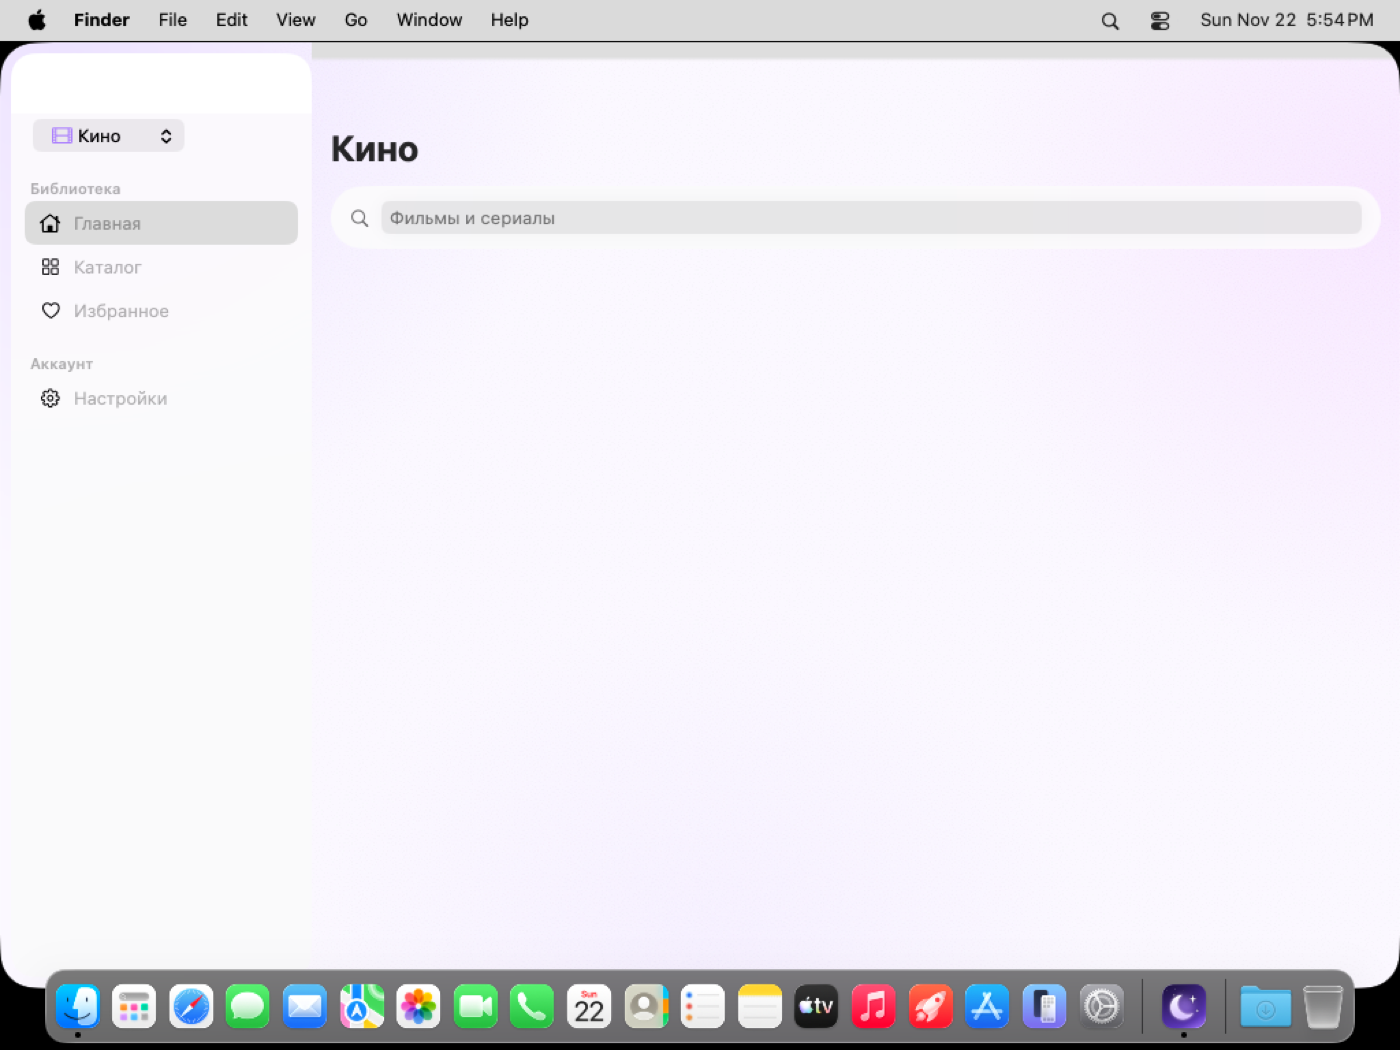 Finder File Edit View Go Window Help Sun Nov 22 5:54 PM
Кино
Библиотека
Главная
Каталог
Избранное
Аккаунт
Настройки
Кино
Фильмы и сериалы
Sun
22
tv